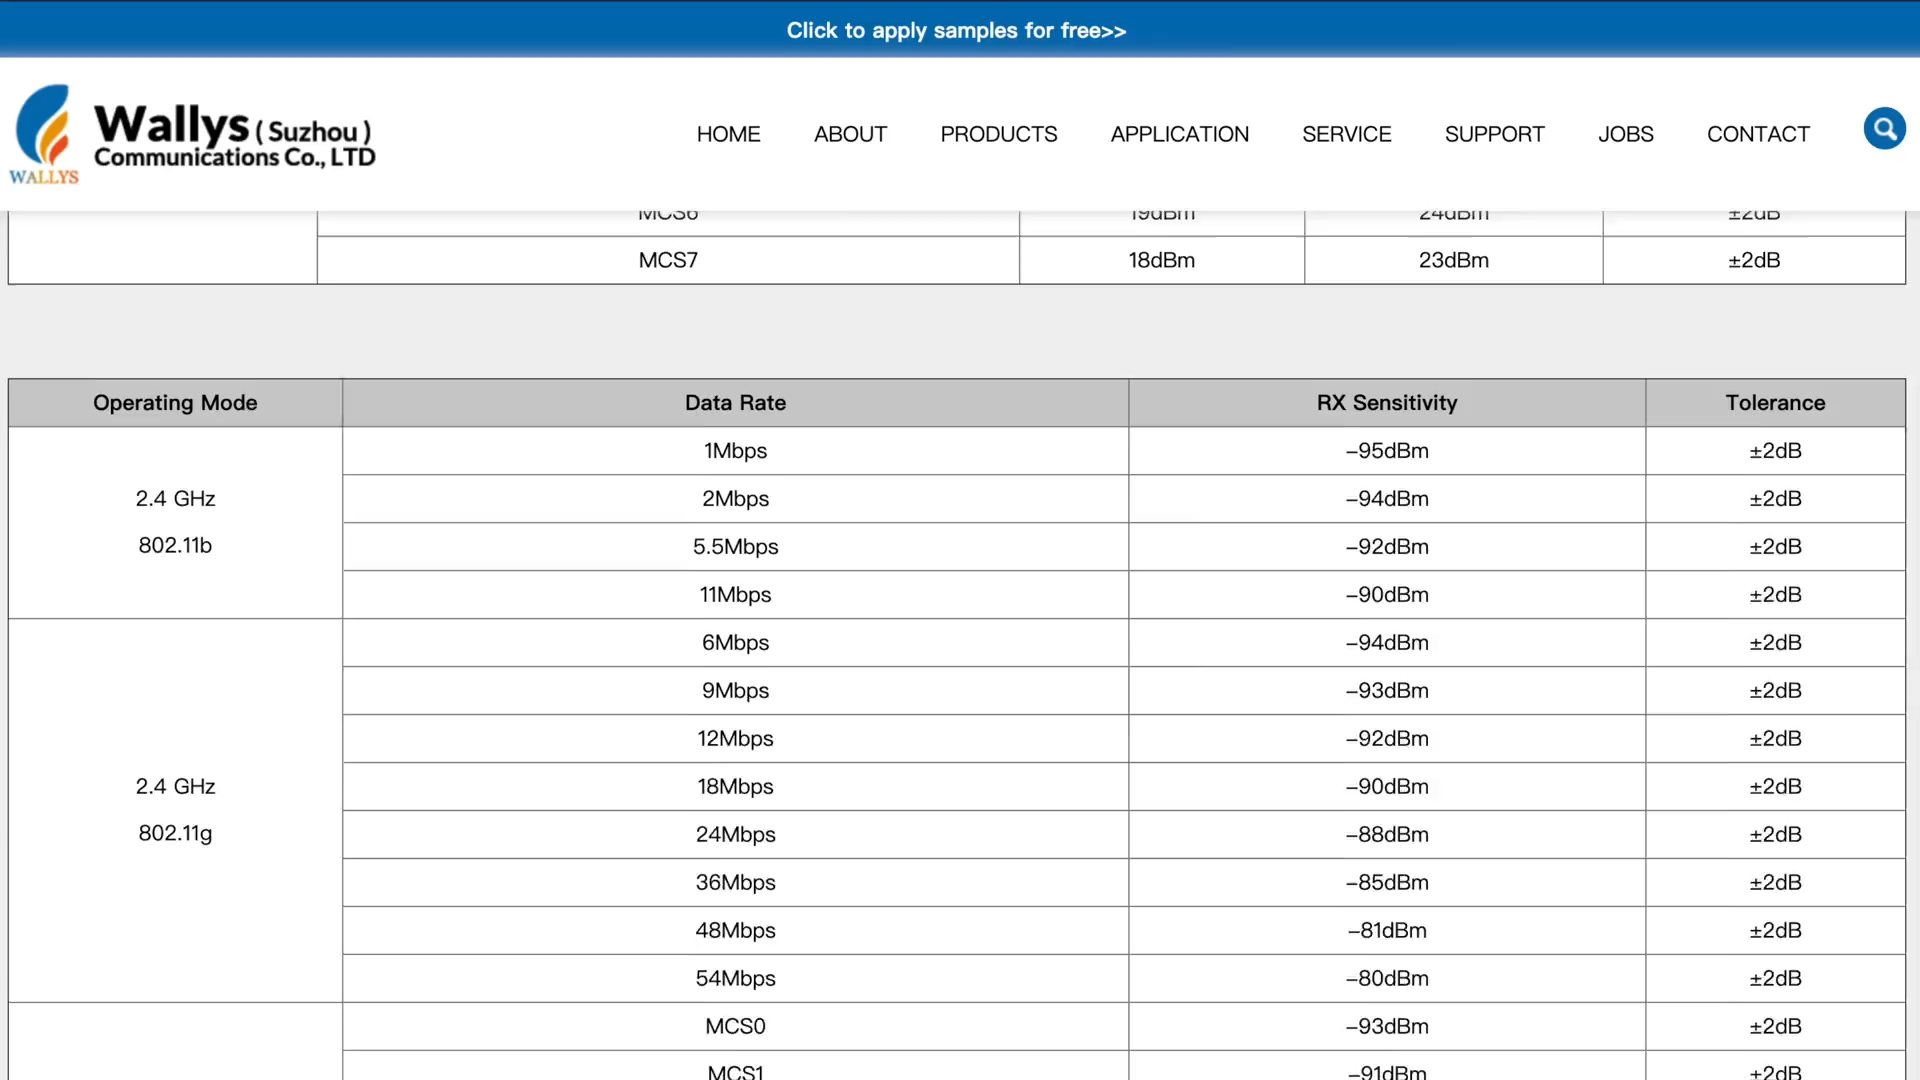 Click to apply samples for free>>
Wallys ( Suzhou )
Communications Co., LTD
WALLYS
HOME ABOUT PRODUCTS APPLICATION SERVICE SUPPORT JOBS CONTACT
MCS6 19dBm 24dBm ±2dB
MCS7 18dBm 23dBm ±2dB
Operating Mode Data Rate RX Sensitivity Tolerance
2.4 GHz
802.11b
1Mbps –95dBm ±2dB
2Mbps –94dBm ±2dB
5.5Mbps –92dBm ±2dB
11Mbps –90dBm ±2dB
2.4 GHz
802.11g
6Mbps –94dBm ±2dB
9Mbps –93dBm ±2dB
12Mbps –92dBm ±2dB
18Mbps –90dBm ±2dB
24Mbps –88dBm ±2dB
36Mbps –85dBm ±2dB
48Mbps –81dBm ±2dB
54Mbps –80dBm ±2dB
MCS0 –93dBm ±2dB
MCS1 –91dBm ±2dB